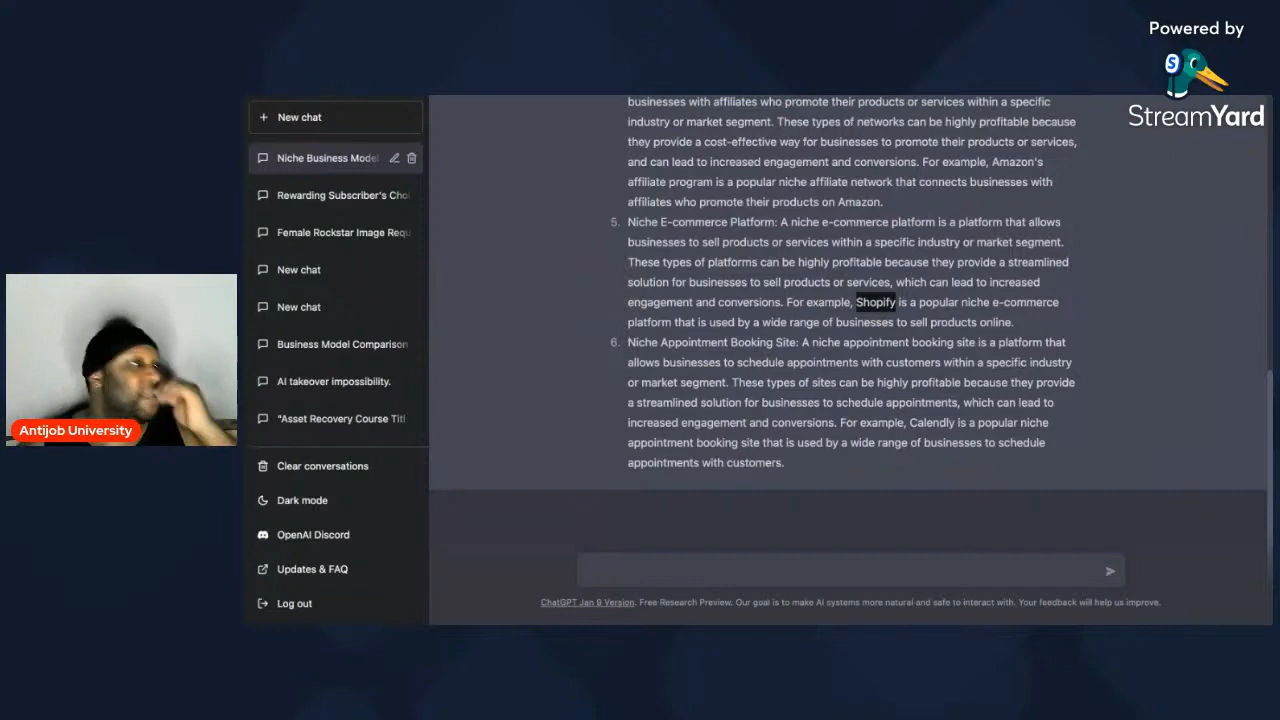 Powered by
S
StreamYard
New chat
Niche Business Model
Rewarding Subscriber's Cho
Female Rockstar Image Requ
New chat
New chat
Business Model Comparison
AI takeover impossibility.
"Asset Recovery Course Titl
Clear conversations
Dark mode
OpenAI Discord
Updates & FAQ
Log out
businesses with affiliates who promote their products or services within a specific
industry or market segment. These types of networks can be highly profitable because
they provide a cost-effective way for businesses to promote their products or services,
and can lead to increased engagement and conversions. For example, Amazon's
affiliate program is a popular niche affiliate network that connects businesses with
affiliates who promote their products on Amazon.
5. Niche E-commerce Platform: A niche e-commerce platform is a platform that allows
businesses to sell products or services within a specific industry or market segment.
These types of platforms can be highly profitable because they provide a streamlined
solution for businesses to sell products or services, which can lead to increased
engagement and conversions. For example, Shopify is a popular niche e-commerce
platform that is used by a wide range of businesses to sell products online.
6. Niche Appointment Booking Site: A niche appointment booking site is a platform that
allows businesses to schedule appointments with customers within a specific industry
or market segment. These types of sites can be highly profitable because they provide
a streamlined solution for businesses to schedule appointments, which can lead to
increased engagement and conversions. For example, Calendly is a popular niche
appointment booking site that is used by a wide range of businesses to schedule
appointments with customers.
ChatGPT Jan 9 Version. Free Research Preview. Our goal is to make AI systems more natural and safe to interact with. Your feedback will help us improve.
Antijob University